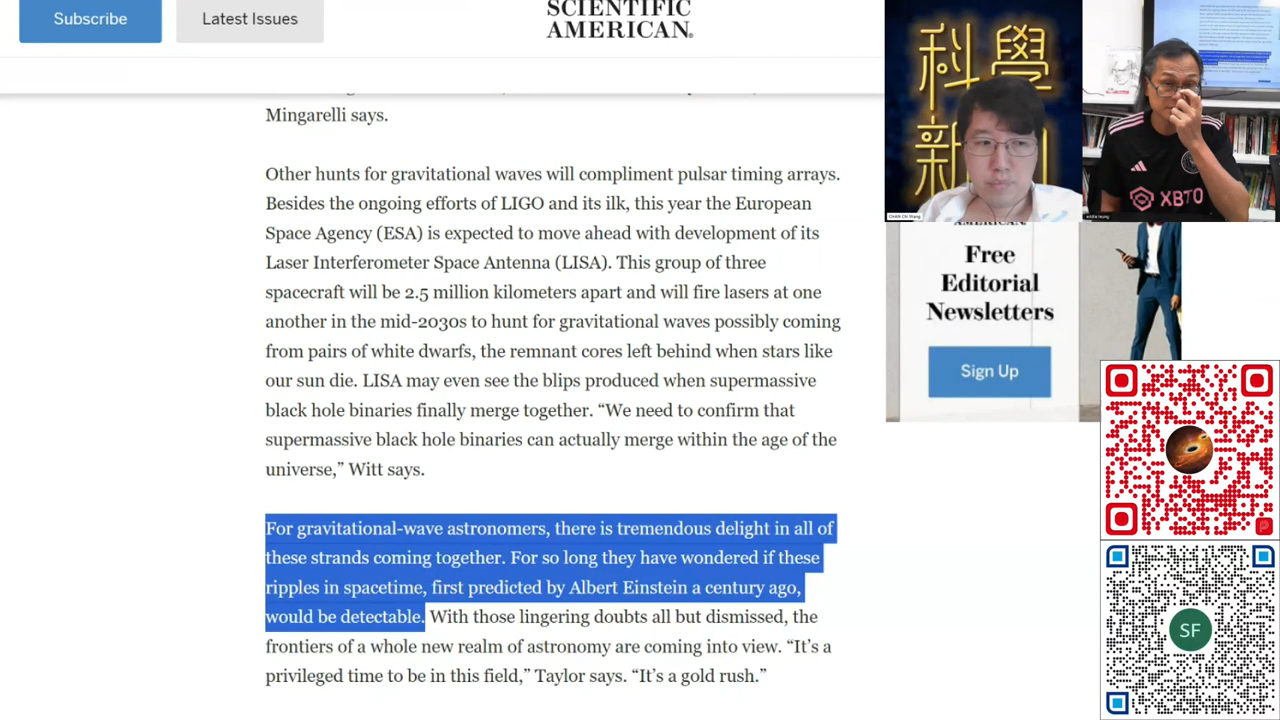 Subscribe
Latest Issues
SCIENTIFIC
AMERICAN®
Mingarelli says.
Other hunts for gravitational waves will compliment pulsar timing arrays.
Besides the ongoing efforts of LIGO and its ilk, this year the European
Space Agency (ESA) is expected to move ahead with development of its
Laser Interferometer Space Antenna (LISA). This group of three
spacecraft will be 2.5 million kilometers apart and will fire lasers at one
another in the mid-2030s to hunt for gravitational waves possibly coming
from pairs of white dwarfs, the remnant cores left behind when stars like
our sun die. LISA may even see the blips produced when supermassive
black hole binaries finally merge together. “We need to confirm that
supermassive black hole binaries can actually merge within the age of the
universe,” Witt says.
For gravitational-wave astronomers, there is tremendous delight in all of
these strands coming together. For so long they have wondered if these
ripples in spacetime, first predicted by Albert Einstein a century ago,
would be detectable. With those lingering doubts all but dismissed, the
frontiers of a whole new realm of astronomy are coming into view. “It’s a
privileged time to be in this field,” Taylor says. “It’s a gold rush.”
科學
新
XBTO
Free
Editorial
Newsletters
Sign Up
SF